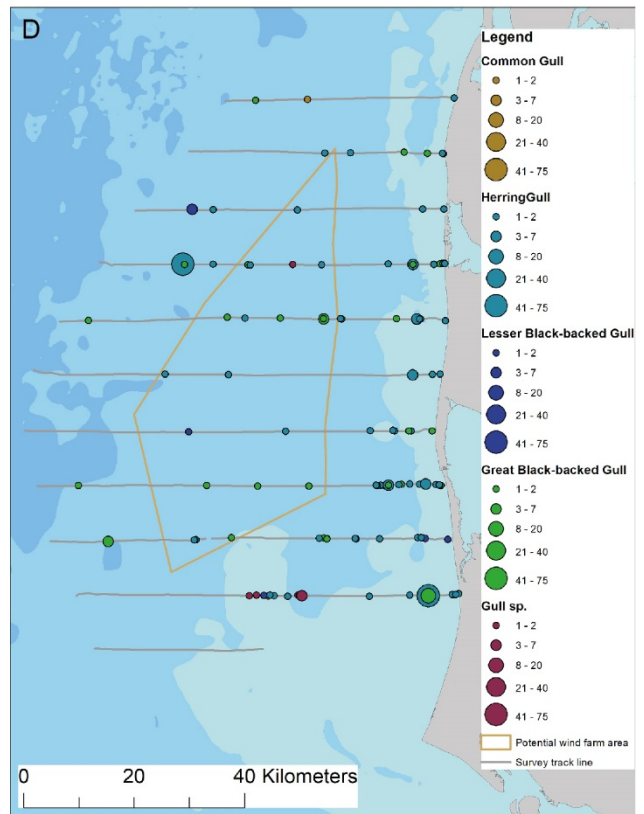 D
Legend
Common Gull
1 - 2
3 - 7
8 - 20
21 - 40
41 - 75
HerringGull
1 - 2
3 - 7
8 - 20
21 - 40
41 - 75
Lesser Black-backed Gull
1 - 2
3 - 7
8 - 20
21 - 40
41 - 75
Great Black-backed Gull
1 - 2
3 - 7
8 - 20
21 - 40
41 - 75
Gull sp.
1 - 2
3 - 7
8 - 20
21 - 40
41 - 75
Potential wind farm area
Survey track line
0 20 40 Kilometers